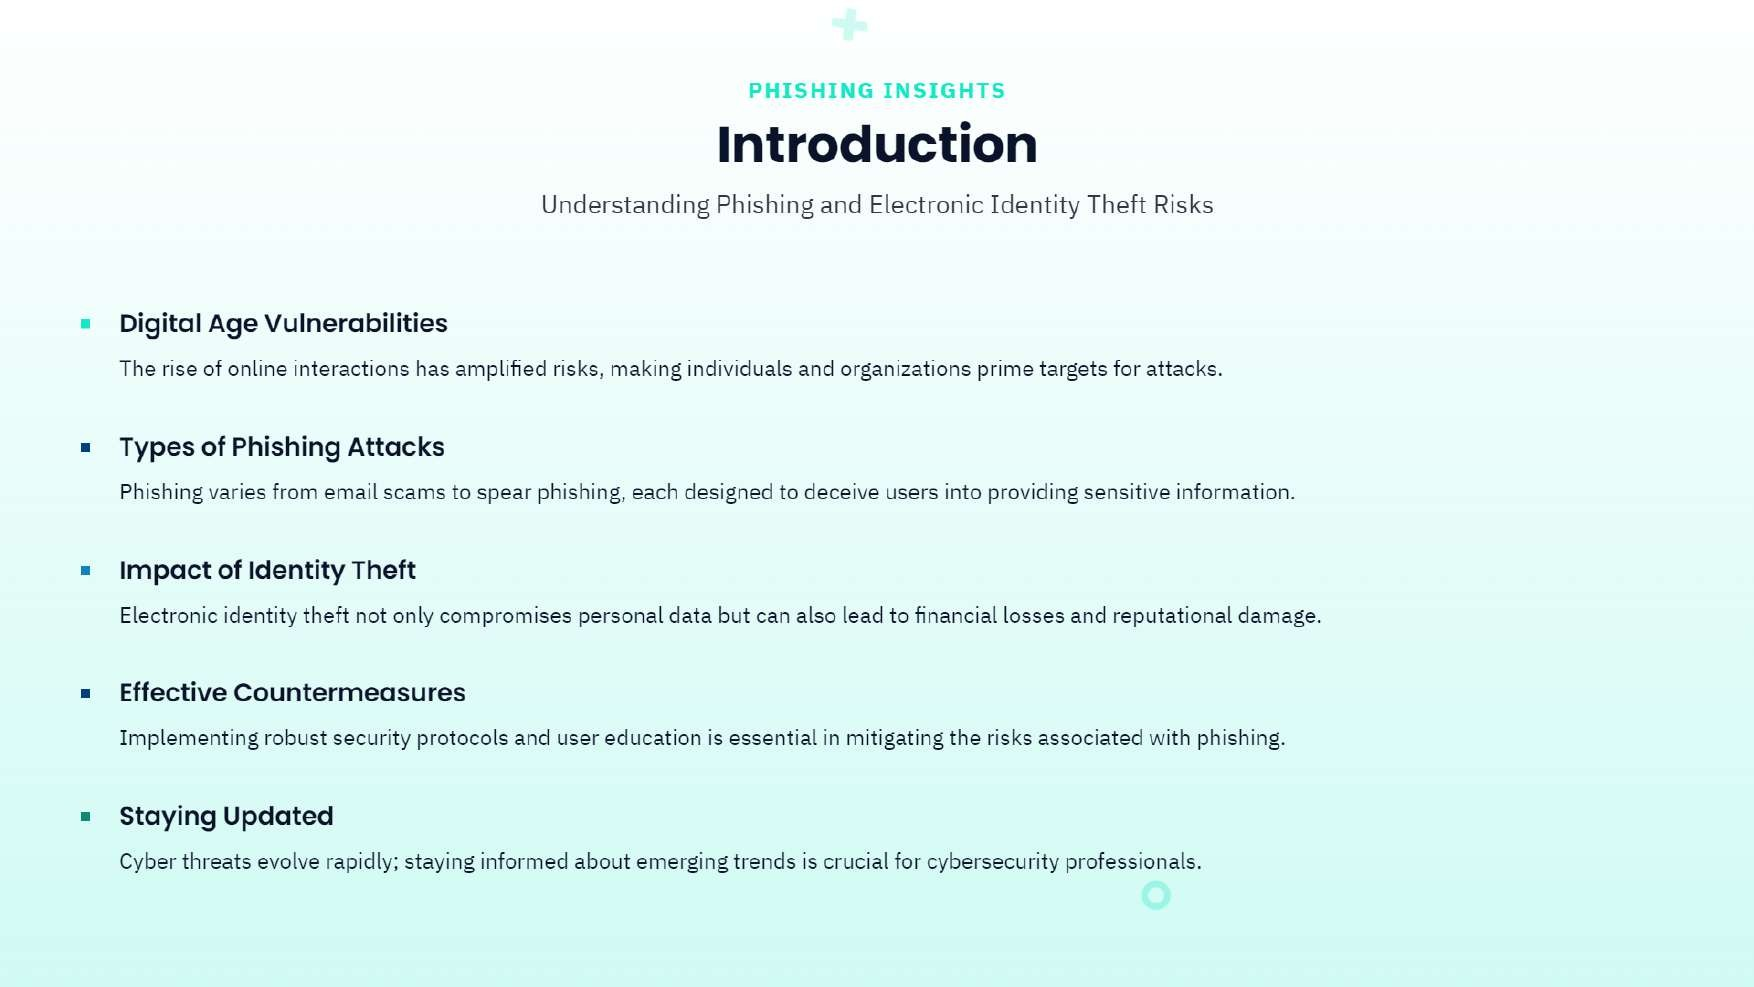 PHISHING INSIGHTS
Introduction
Understanding Phishing and Electronic Identity Theft Risks
Digital Age Vulnerabilities
The rise of online interactions has amplified risks, making individuals and organizations prime targets for attacks.
Types of Phishing Attacks
Phishing varies from email scams to spear phishing, each designed to deceive users into providing sensitive information.
Impact of Identity Theft
Electronic identity theft not only compromises personal data but can also lead to financial losses and reputational damage.
Effective Countermeasures
Implementing robust security protocols and user education is essential in mitigating the risks associated with phishing.
Staying Updated
Cyber threats evolve rapidly; staying informed about emerging trends is crucial for cybersecurity professionals.